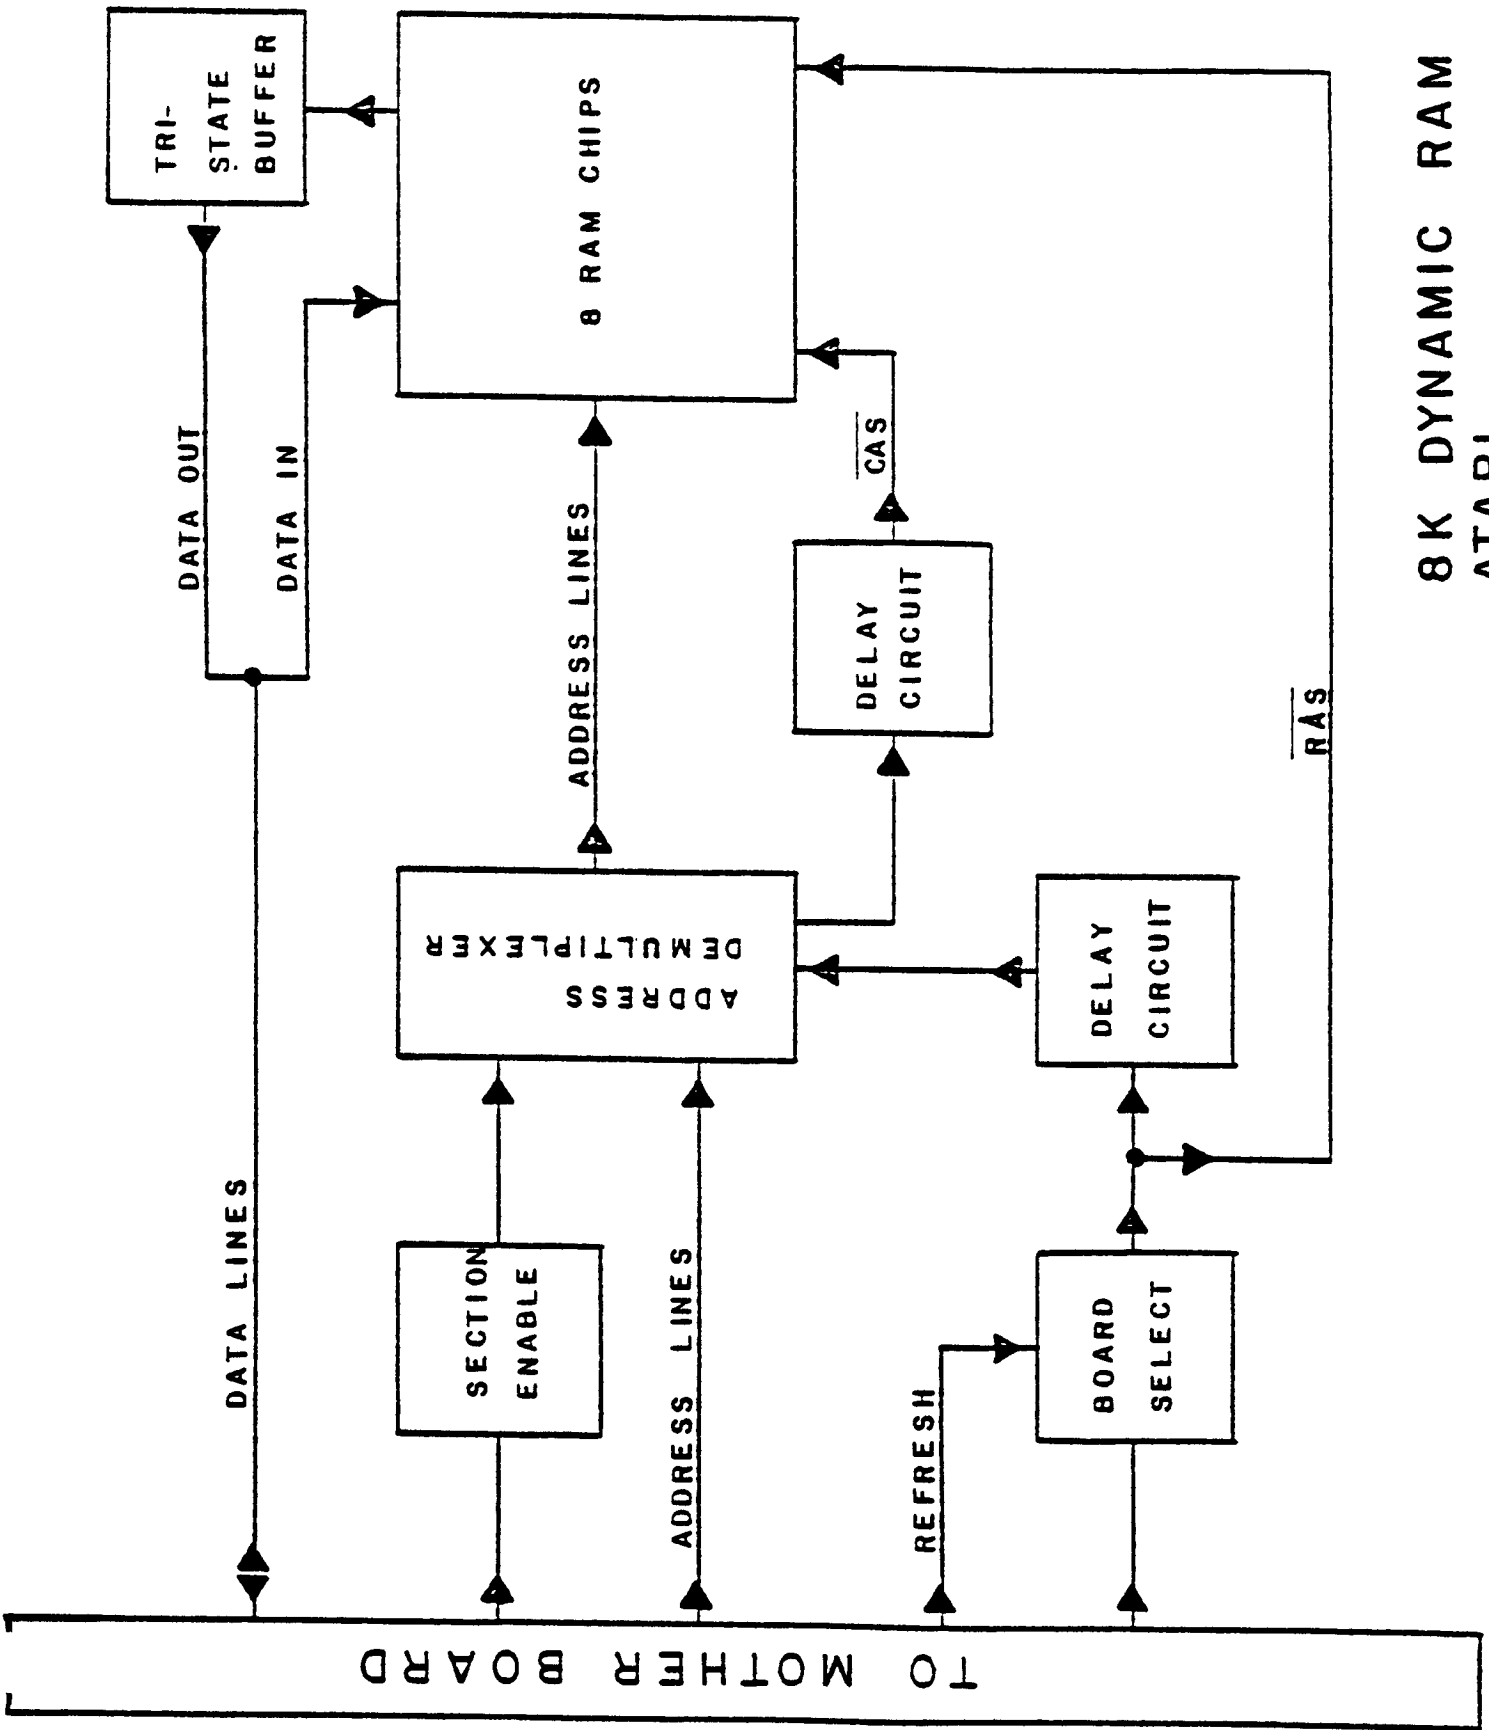 TRI-
STATE
BUFFER
DATA OUT
DATA IN
DATA LINES
8 RAM CHIPS
ADDRESS LINES
ADDRESS
DEMULTIPLEXER
SECTION
ENABLE
ADDRESS LINES
CAS
DELAY
CIRCUIT
DELAY
CIRCUIT
RAS
REFRESH
BOARD
SELECT
TO MOTHER BOARD
8K DYNAMIC RAM
ATARI